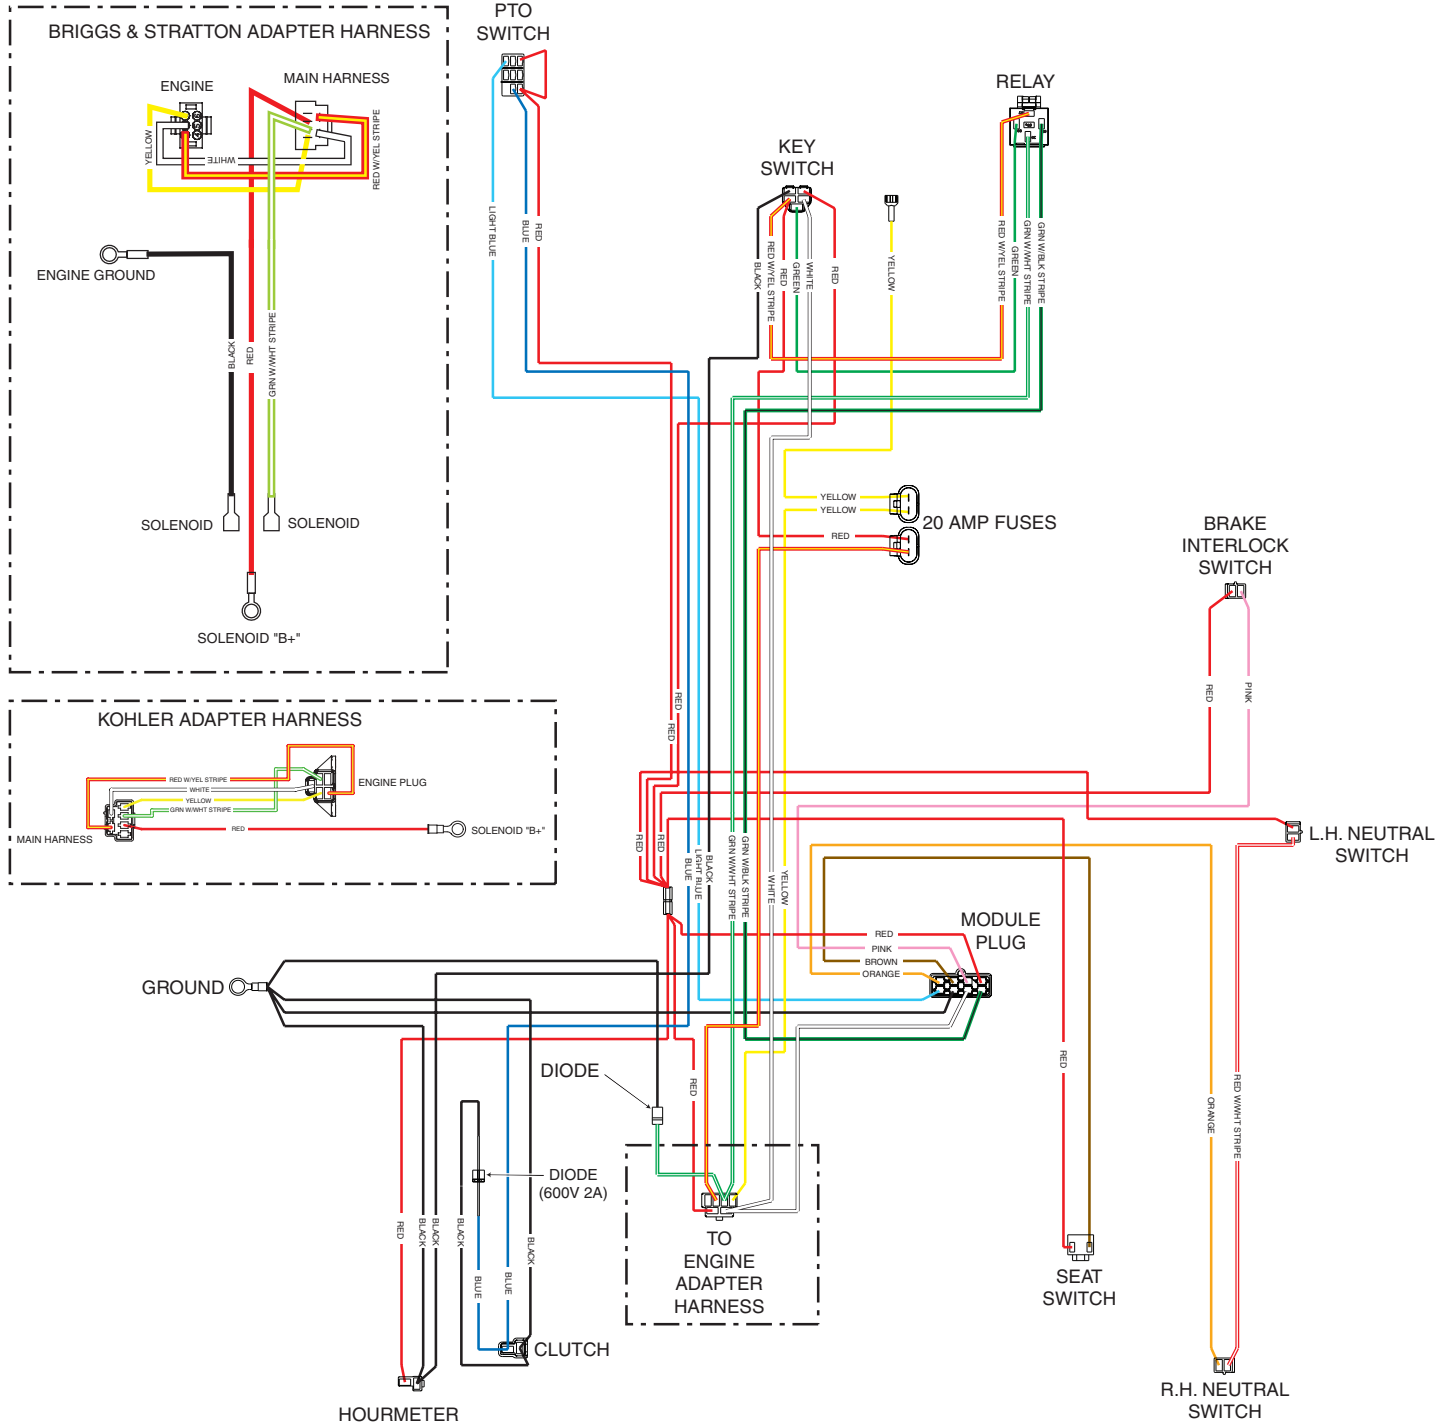 BRIGGS & STRATTON ADAPTER HARNESS
ENGINE
MAIN HARNESS
YELLOW
WHITE
RED W/YEL STRIPE
ENGINE GROUND
BLACK
RED
GRN W/WHT STRIPE
SOLENOID
SOLENOID
SOLENOID "B+"
KOHLER ADAPTER HARNESS
RED W/YEL STRIPE
WHITE
YELLOW
GRN W/WHT STRIPE
RED
ENGINE PLUG
MAIN HARNESS
SOLENOID "B+"
PTO
SWITCH
LIGHT BLUE
BLUE
RED
KEY
SWITCH
BLACK
RED W/YEL STRIPE
RED
GREEN
WHITE
RED
YELLOW
RELAY
RED W/YEL STRIPE
GREEN
GRN W/WHT STRIPE
GRN W/BLK STRIPE
YELLOW
YELLOW
RED
20 AMP FUSES
BRAKE
INTERLOCK
SWITCH
RED
PINK
RED
RED
L.H. NEUTRAL
SWITCH
RED
RED
BLUE
LIGHT BLUE
BLACK
GRN W/WHT STRIPE
GRN W/BLK STRIPE
WHITE
YELLOW
MODULE
PLUG
RED
PINK
BROWN
ORANGE
GROUND
DIODE
RED
RED
ORANGE
RED W/WHT STRIPE
DIODE
(600V 2A)
RED
BLACK
BLACK
BLACK
BLUE
BLUE
BLACK
TO
ENGINE
ADAPTER
HARNESS
SEAT
SWITCH
CLUTCH
HOURMETER
R.H. NEUTRAL
SWITCH